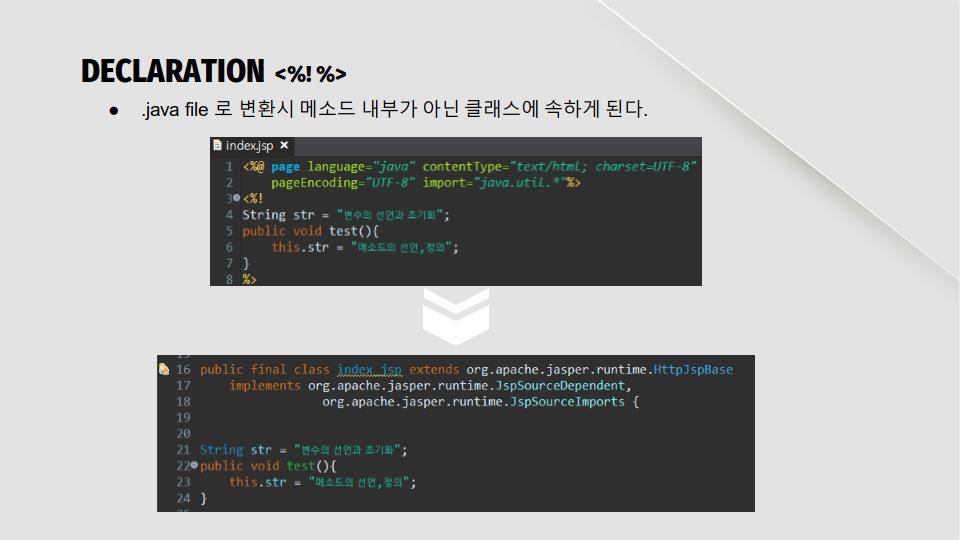 DECLARATION <%! %>
● .java file 로 변환시 메소드 내부가 아닌 클래스에 속하게 된다.
index.jsp ✕
1 <%@ page language="java" contentType="text/html; charset=UTF-8"
2 pageEncoding="UTF-8" import="java.util.*"%>
3 <%!
4 String str = "변수의 선언과 초기화";
5 public void test(){
6 this.str = "메소드의 선언,정의";
7 }
8 %>
16 public final class index_jsp extends org.apache.jasper.runtime.HttpJspBase
17 implements org.apache.jasper.runtime.JspSourceDependent,
18 org.apache.jasper.runtime.JspSourceImports {
19
20
21 String str = "변수의 선언과 초기화";
22 public void test(){
23 this.str = "메소드의 선언,정의";
24 }